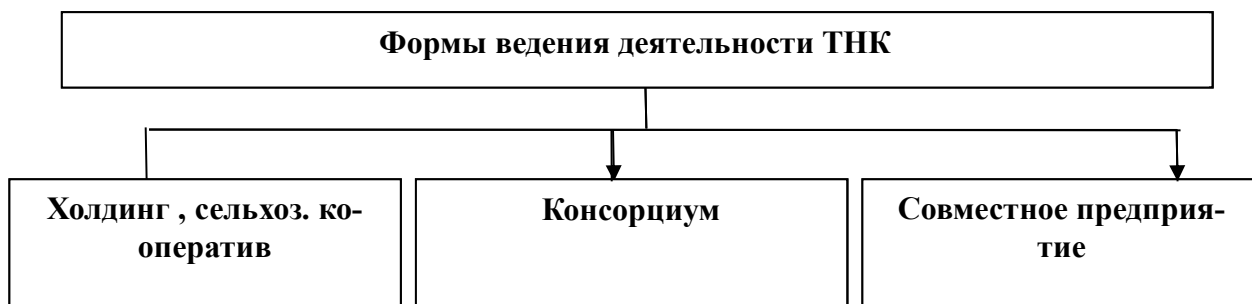 Формы ведения деятельности ТНК
Холдинг , сельхоз. ко-
оператив
Консорциум
Совместное предприя-
тие